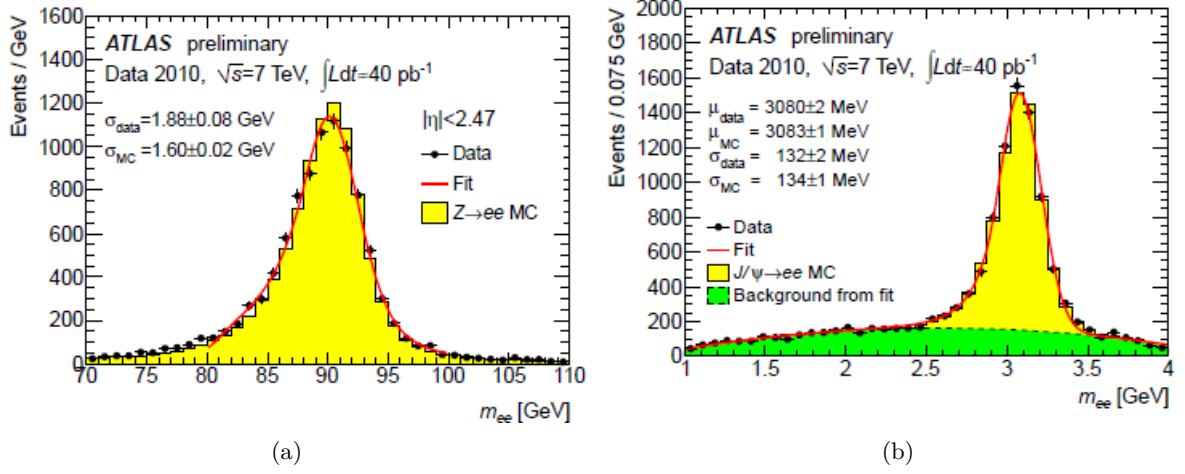 ATLAS preliminary
Data 2010, √s=7 TeV, ∫Ldt=40 pb⁻¹
σdata=1.88±0.08 GeV
σMC=1.60±0.02 GeV
|η|<2.47
Data
Fit
Z→ee MC
Events / GeV
1600
1400
1200
1000
800
600
400
200
0
70 75 80 85 90 95 100 105 110
mee [GeV]
(a)
ATLAS preliminary
Data 2010, √s=7 TeV, ∫Ldt=40 pb⁻¹
μdata = 3080±2 MeV
μMC = 3083±1 MeV
σdata = 132±2 MeV
σMC = 134±1 MeV
Data
Fit
J/ψ→ee MC
Background from fit
Events / 0.075 GeV
2000
1800
1600
1400
1200
1000
800
600
400
200
0
1 1.5 2 2.5 3 3.5 4
mee [GeV]
(b)